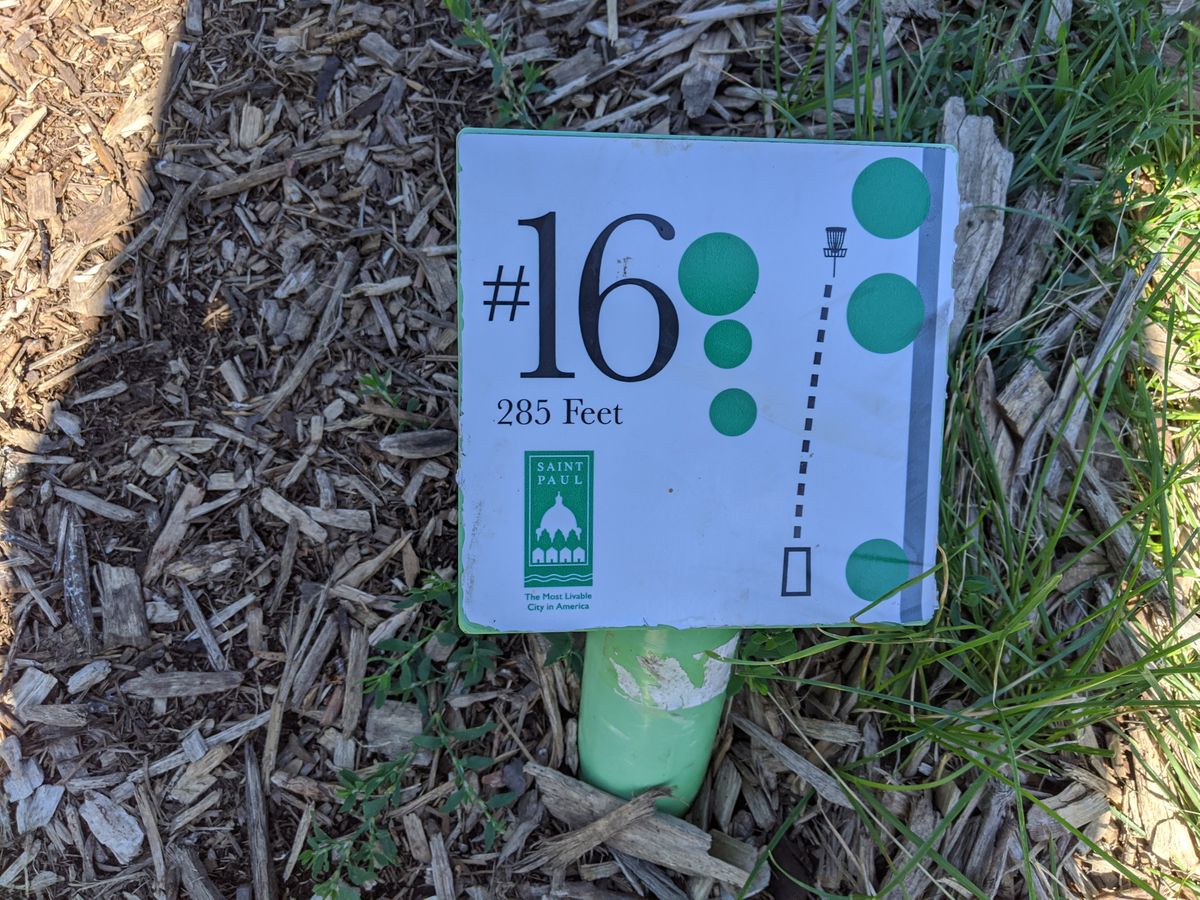 #16
285 Feet
SAINT
PAUL
The Most Livable
City in America